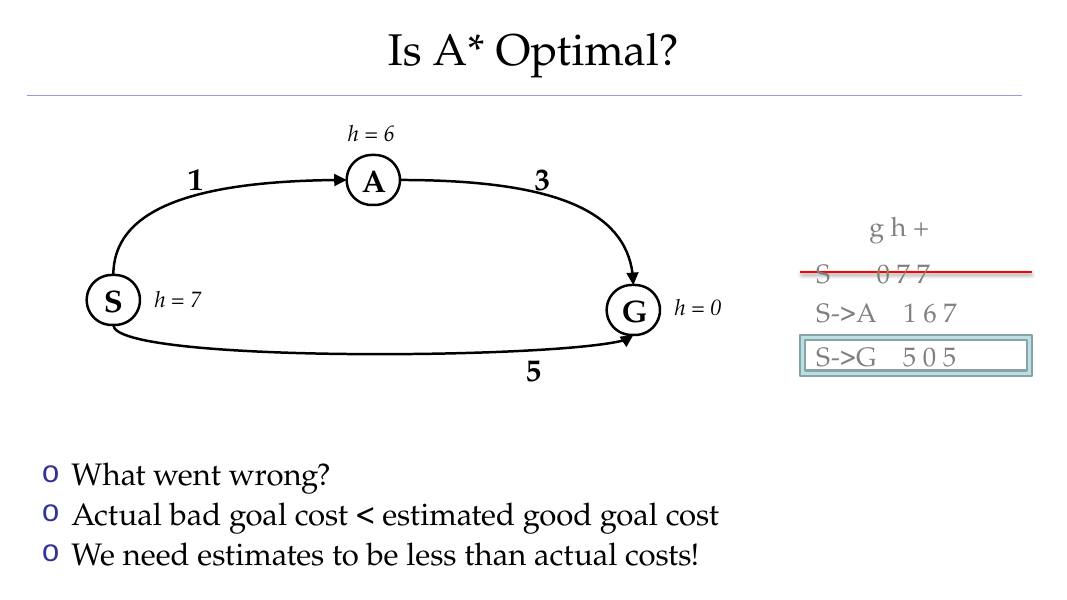 Is A* Optimal?
h = 6
1
A
3
g h +
S 0 7 7
S
h = 7
G
h = 0
S->A 1 6 7
S->G 5 0 5
5
o What went wrong?
o Actual bad goal cost < estimated good goal cost
o We need estimates to be less than actual costs!